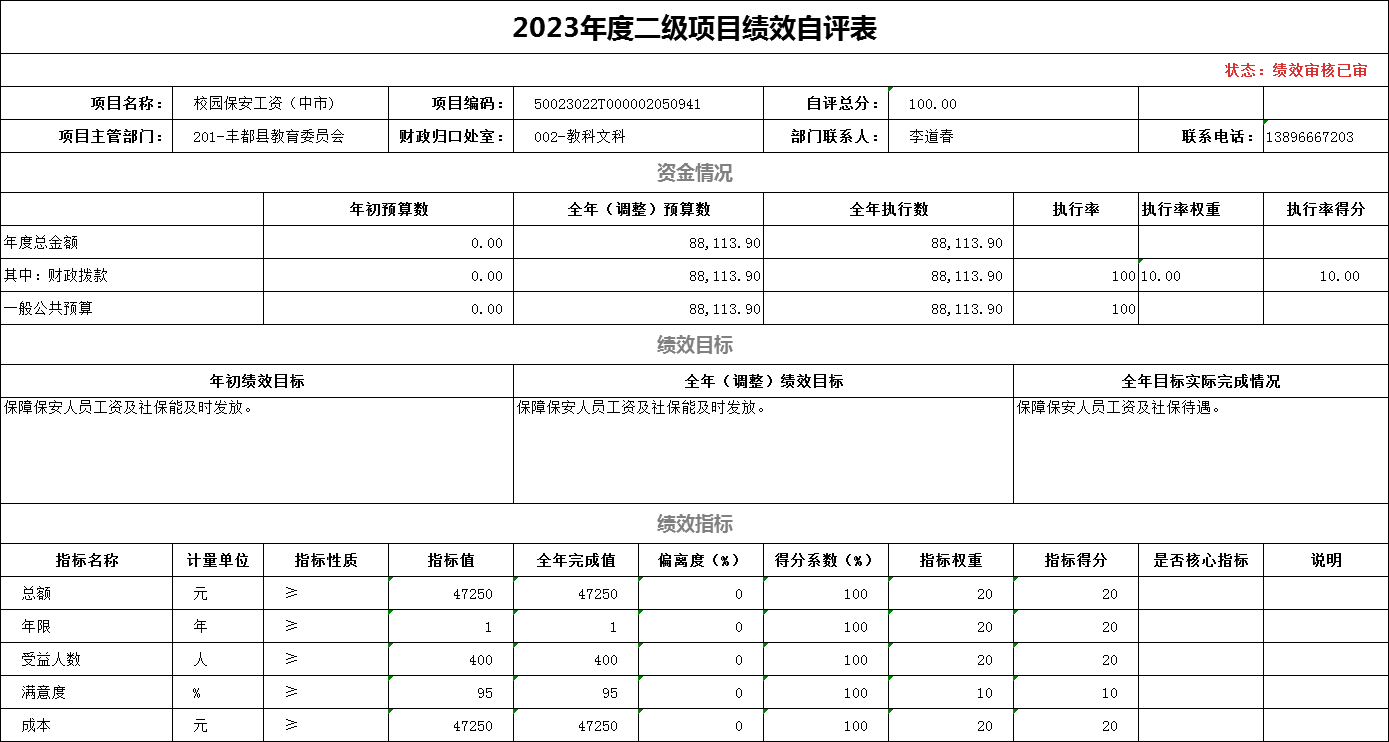 2023年度二级项目绩效自评表
状态：绩效审核已审
项目名称： 校园保安工资（中市） 项目编码： 50023022T000002050941 自评总分： 100.00
项目主管部门： 201-丰都县教育委员会 财政归口处室： 002-教科文科 部门联系人： 李道春 联系电话： 13896667203
资金情况
年初预算数 全年（调整）预算数 全年执行数 执行率 执行率权重 执行率得分
年度总金额 0.00 88,113.90 88,113.90
其中：财政拨款 0.00 88,113.90 88,113.90 100 10.00 10.00
一般公共预算 0.00 88,113.90 88,113.90 100
绩效目标
年初绩效目标 全年（调整）绩效目标 全年目标实际完成情况
保障保安人员工资及社保能及时发放。 保障保安人员工资及社保能及时发放。 保障保安人员工资及社保待遇。
绩效指标
指标名称 计量单位 指标性质 指标值 全年完成值 偏离度（%） 得分系数（%） 指标权重 指标得分 是否核心指标 说明
总额 元 ≥ 47250 47250 0 100 20 20
年限 年 ≥ 1 1 0 100 20 20
受益人数 人 ≥ 400 400 0 100 20 20
满意度 % ≥ 95 95 0 100 10 10
成本 元 ≥ 47250 47250 0 100 20 20